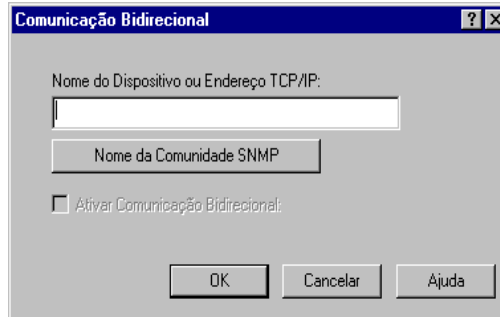 Comunicação Bidirecional
Nome do Dispositivo ou Endereço TCP/IP:
Nome da Comunidade SNMP
Ativar Comunicação Bidirecional:
OK Cancelar Ajuda